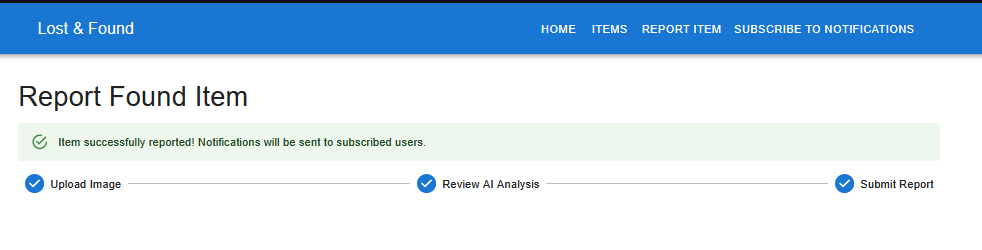 Lost & Found HOME ITEMS REPORT ITEM SUBSCRIBE TO NOTIFICATIONS
Report Found Item
Item successfully reported! Notifications will be sent to subscribed users.
Upload Image Review AI Analysis Submit Report